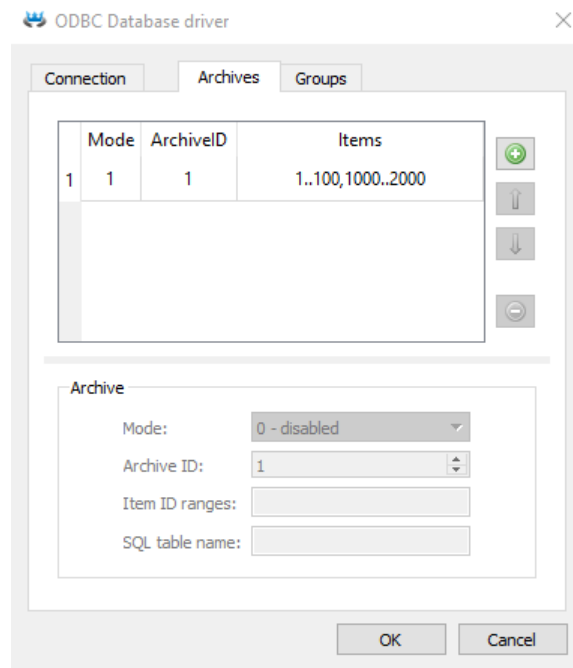 ODBC Database driver
Connection Archives Groups
Mode ArchiveID Items
1 1 1 1..100,1000..2000
Archive
Mode: 0 - disabled
Archive ID: 1
Item ID ranges:
SQL table name:
OK Cancel